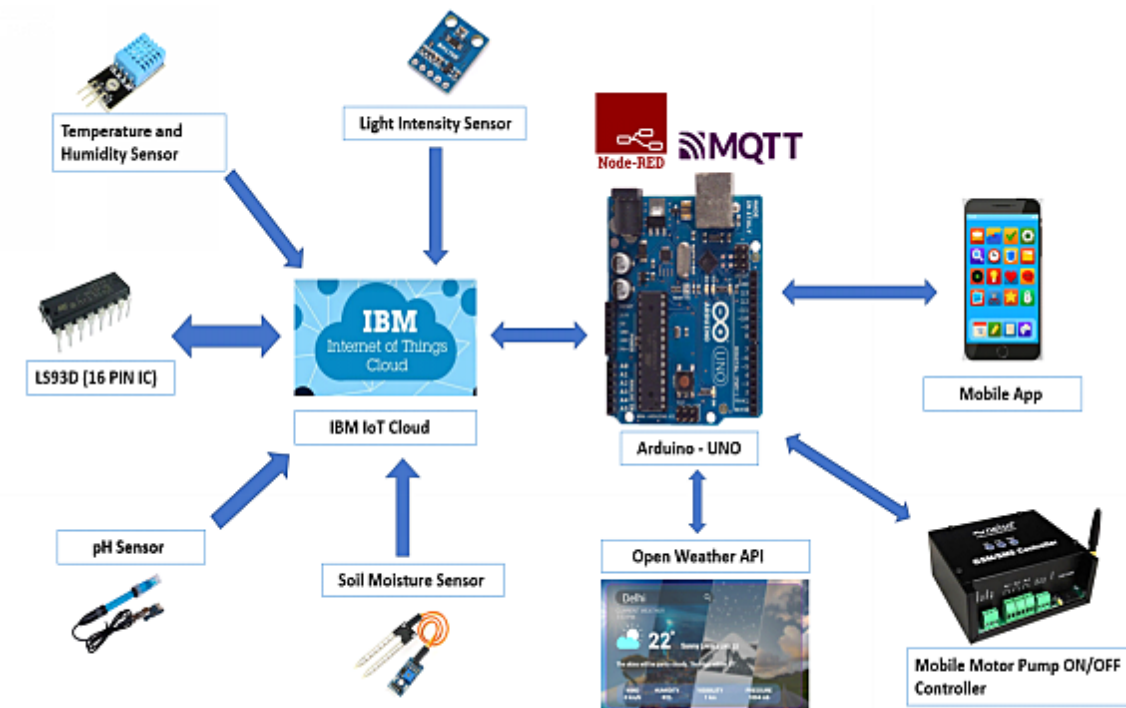 Temperature and
Humidity Sensor
Light Intensity Sensor
Node-RED
MQTT
LS93D (16 PIN IC)
IBM
Internet of Things
Cloud
IBM IoT Cloud
ARDUINO
UNO
Arduino - UNO
Mobile App
pH Sensor
Soil Moisture Sensor
Open Weather API
Delhi
22°
Mobile Motor Pump ON/OFF
Controller